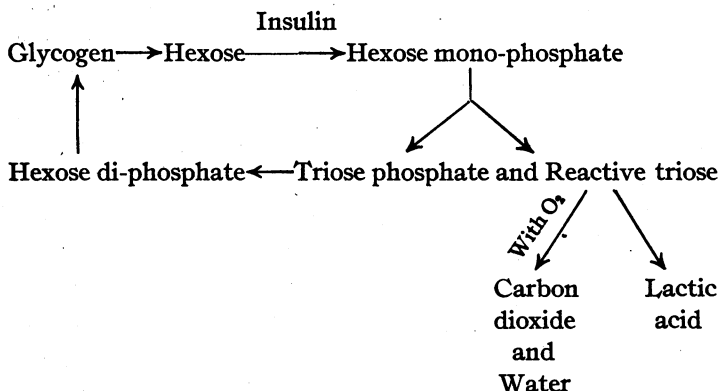 Insulin
Glycogen→Hexose→Hexose mono-phosphate
Hexose di-phosphate←Triose phosphate and Reactive triose
With O₂
Carbon Lactic
dioxide acid
and
Water